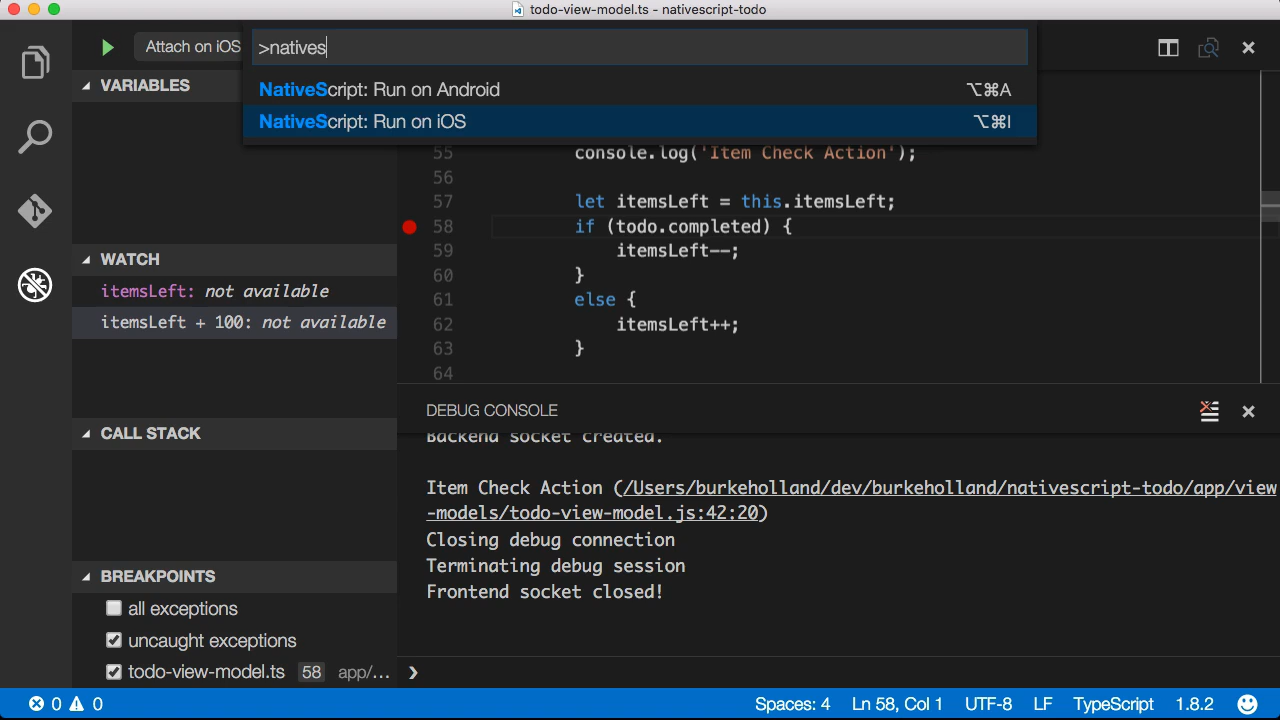 todo-view-model.ts - nativescript-todo
Attach on iOS
>natives
NativeScript: Run on Android ⌥⌘A
NativeScript: Run on iOS ⌥⌘I
VARIABLES
WATCH
itemsLeft: not available
itemsLeft + 100: not available
CALL STACK
BREAKPOINTS
all exceptions
uncaught exceptions
todo-view-model.ts 58 app/...
55 console.log('Item Check Action');
56
57 let itemsLeft = this.itemsLeft;
58 if (todo.completed) {
59 itemsLeft--;
60 }
61 else {
62 itemsLeft++;
63 }
64
DEBUG CONSOLE
Backend socket created.
Item Check Action (/Users/burkeholland/dev/burkeholland/nativescript-todo/app/view
-models/todo-view-model.js:42:20)
Closing debug connection
Terminating debug session
Frontend socket closed!
❯
0 0 Spaces: 4 Ln 58, Col 1 UTF-8 LF TypeScript 1.8.2